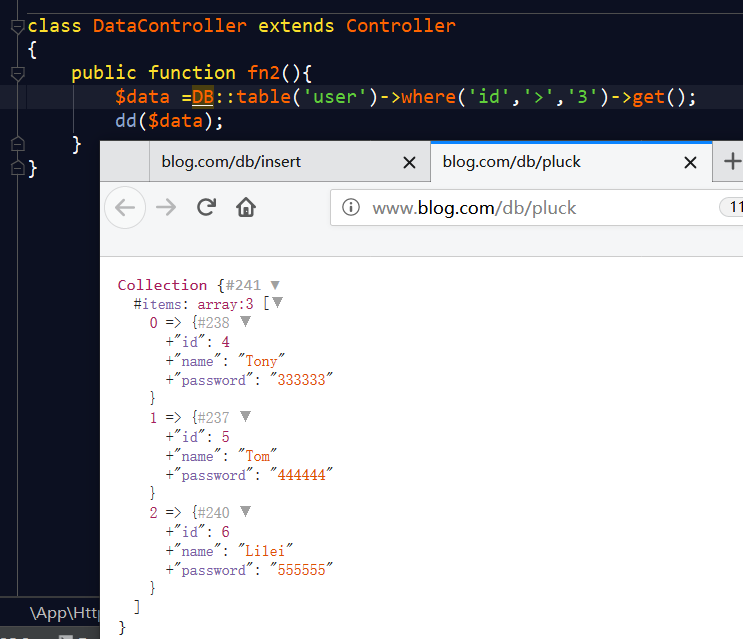 class DataController extends Controller
{
public function fn2(){
$data =DB::table('user')->where('id','>','3')->get();
dd($data);
}
}
blog.com/db/insert
blog.com/db/pluck
www.blog.com/db/pluck
11
Collection {#241 ▼
#items: array:3 [▼
0 => {#238 ▼
+"id": 4
+"name": "Tony"
+"password": "333333"
}
1 => {#237 ▼
+"id": 5
+"name": "Tom"
+"password": "444444"
}
2 => {#240 ▼
+"id": 6
+"name": "Lilei"
+"password": "555555"
}
]
}
\App\Http